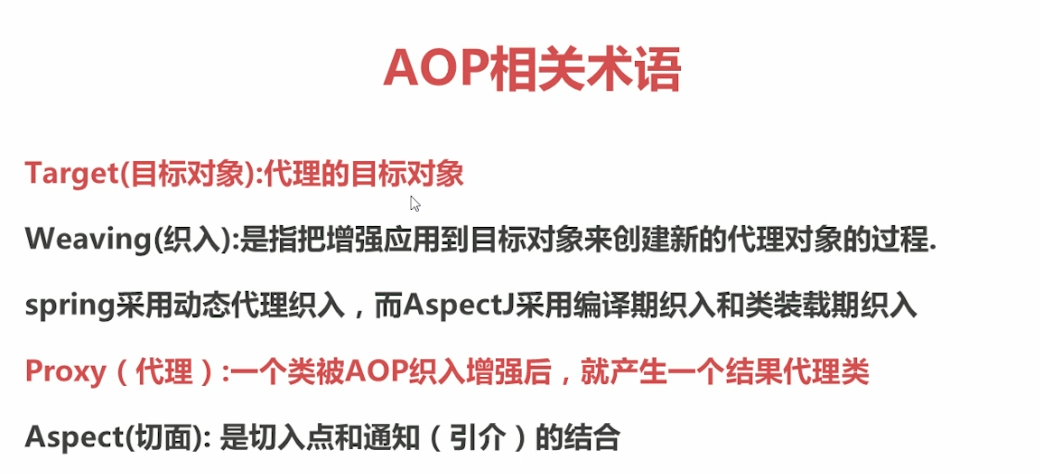 AOP相关术语
Target(目标对象):代理的目标对象
Weaving(织入):是指把增强应用到目标对象来创建新的代理对象的过程.
spring采用动态代理织入，而AspectJ采用编译期织入和类装载期织入
Proxy（代理）:一个类被AOP织入增强后，就产生一个结果代理类
Aspect(切面): 是切入点和通知（引介）的结合